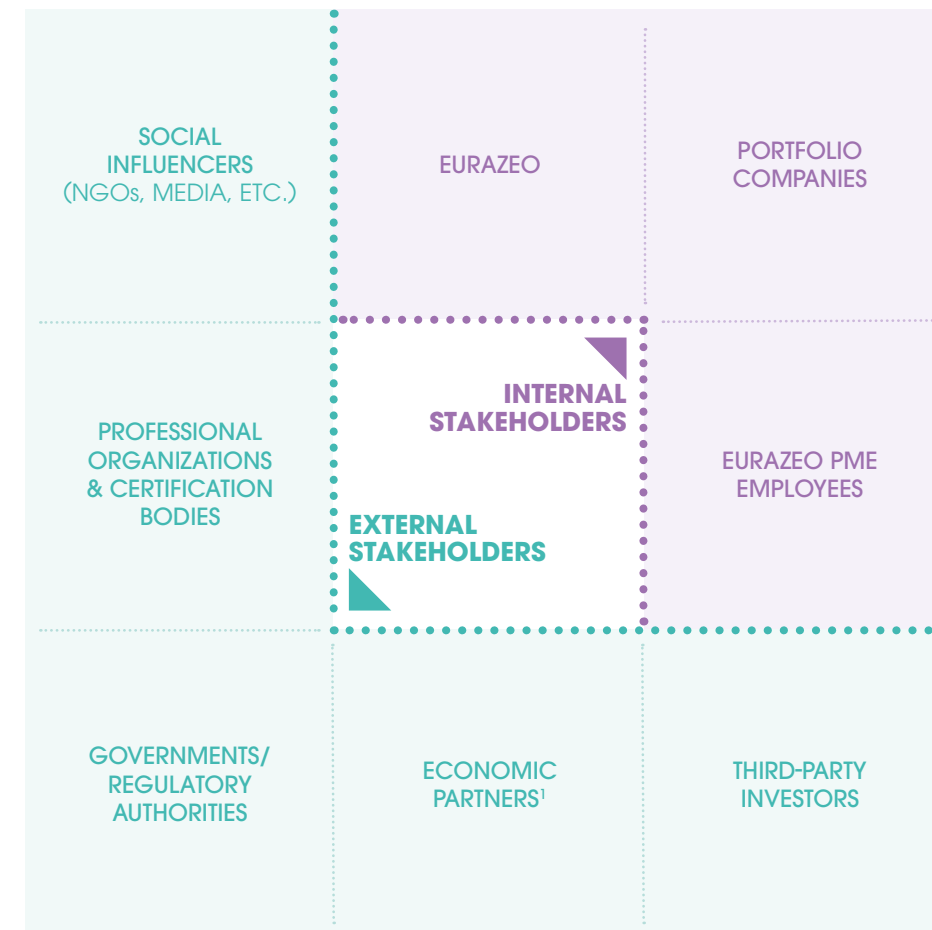 SOCIAL
INFLUENCERS
(NGOs, MEDIA, ETC.)
EURAZEO
PORTFOLIO
COMPANIES
INTERNAL
STAKEHOLDERS
PROFESSIONAL
ORGANIZATIONS
& CERTIFICATION
BODIES
EURAZEO PME
EMPLOYEES
EXTERNAL
STAKEHOLDERS
GOVERNMENTS/
REGULATORY
AUTHORITIES
ECONOMIC
PARTNERS¹
THIRD-PARTY
INVESTORS